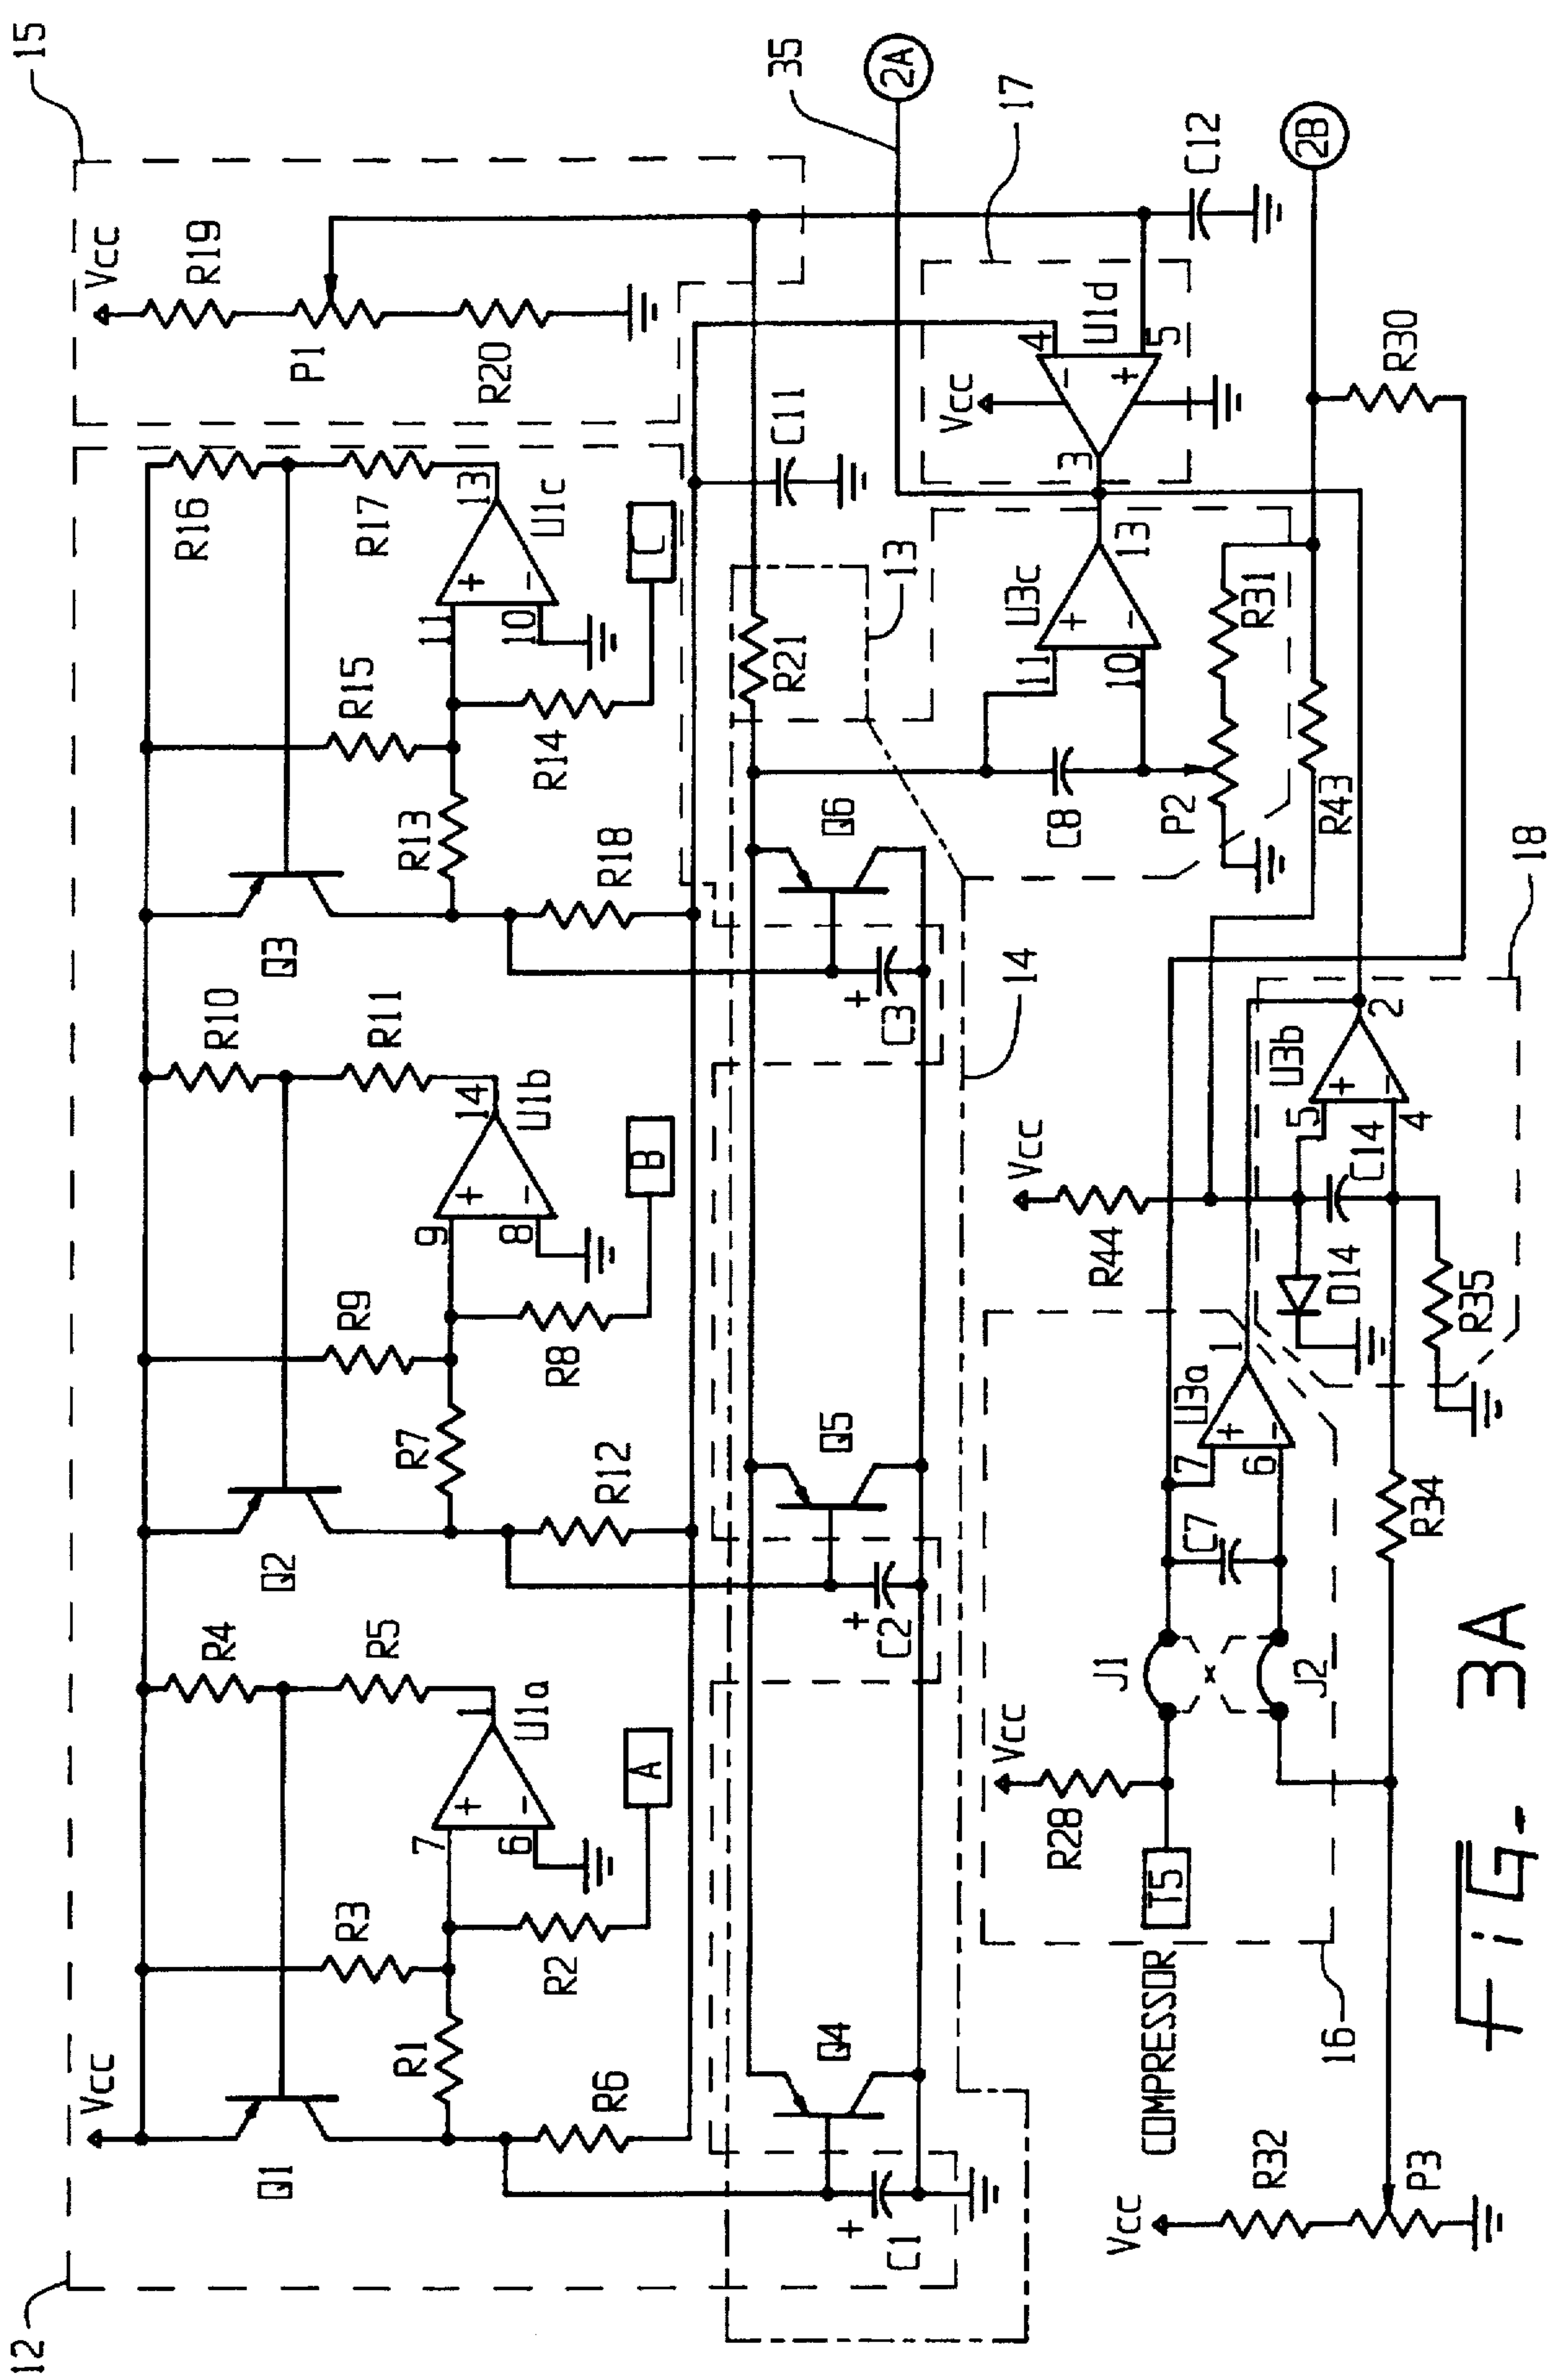 15
Vcc
R19
P1
R20
35
2A
17
C12
2B
R16
R17
13
U1c
C
11
10
R15
R14
R13
R18
Q3
C11
Vcc
4
U1d
5
3
R30
R21
13
U3c
13
11
10
R31
C8
P2
R43
Q6
+
C3
14
18
R10
R11
14
U1b
B
9
8
R9
R8
R7
R12
Q2
Q5
+
C2
Vcc
R44
U3b
2
5
4
C14
D14
R35
R4
R5
1
U1a
A
7
6
R3
R2
R1
R6
Q1
Vcc
Q4
+
C1
12
U3a
1
7
6
C7
J1
J2
Vcc
R28
T5
COMPRESSOR
16
R34
Vcc
R32
P3
FiG. 3A